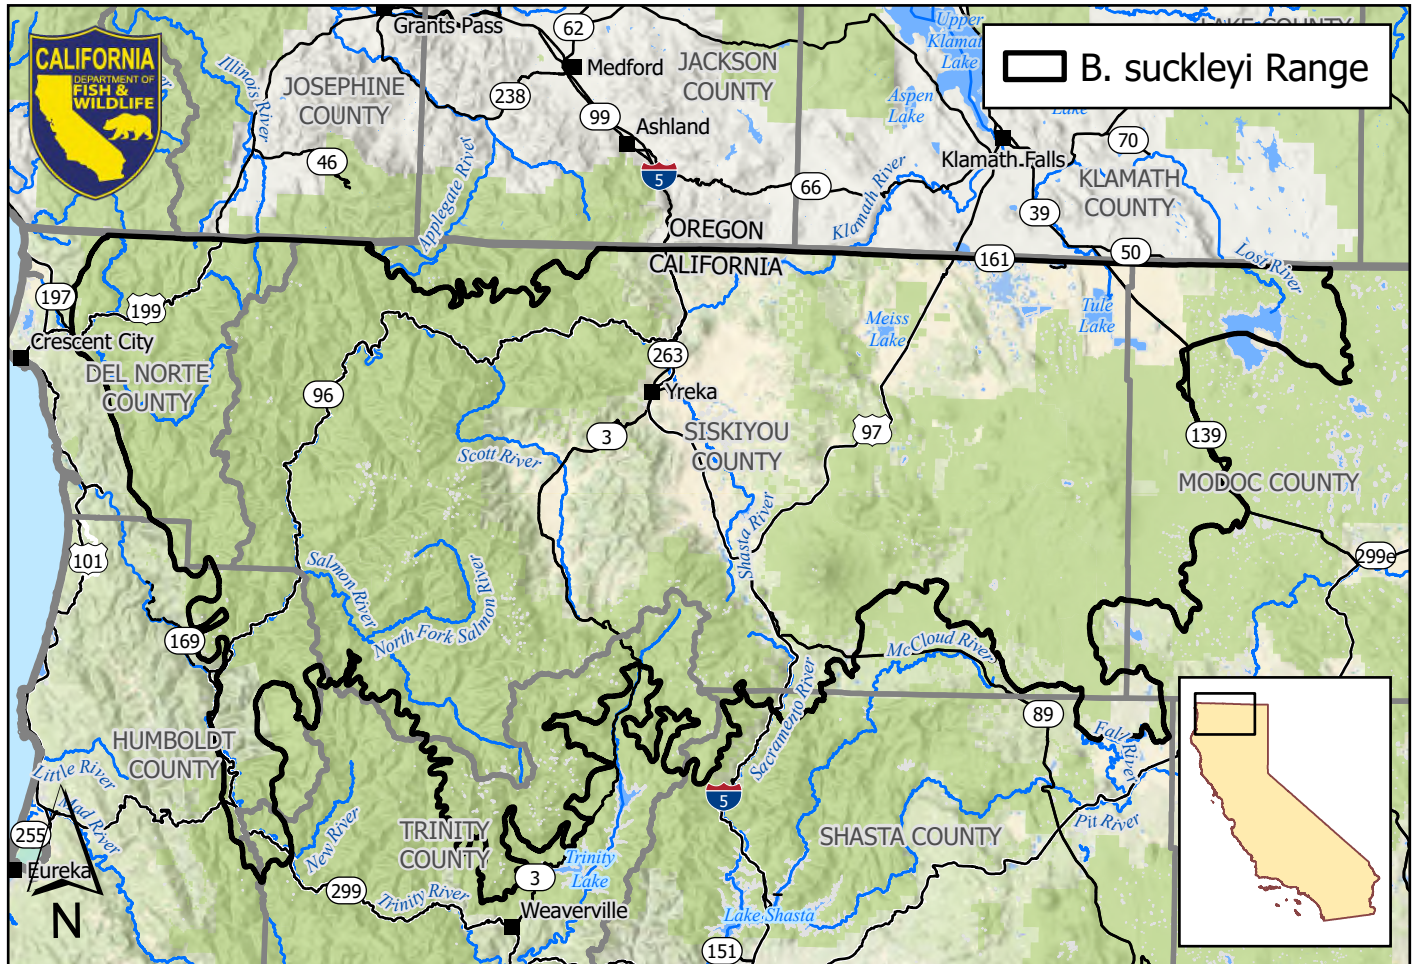 CALIFORNIA
DEPARTMENT OF
FISH &
WILDLIFE
B. suckleyi Range
Grants Pass
62
Upper
Klamath
Lake
Medford
JACKSON
COUNTY
Illinois River
JOSEPHINE
COUNTY
238
99
Aspen
Lake
Lake
Ashland
46
5
Klamath Falls
70
66
KLAMATH
COUNTY
Applegate River
Klamath River
39
OREGON
CALIFORNIA
161
50
Lost River
197
199
Meiss
Lake
Tule
Lake
Crescent City
263
DEL NORTE
COUNTY
96
Yreka
3
SISKIYOU
COUNTY
97
139
Scott River
MODOC COUNTY
Shasta River
101
299e
Salmon River
North Fork Salmon River
169
McCloud River
Sacramento River
89
Fall River
HUMBOLDT
COUNTY
Little River
Mad River
5
255
New River
TRINITY
COUNTY
SHASTA COUNTY
Pit River
Eureka
Trinity
Lake
3
299
Trinity River
Weaverville
Lake Shasta
N
151